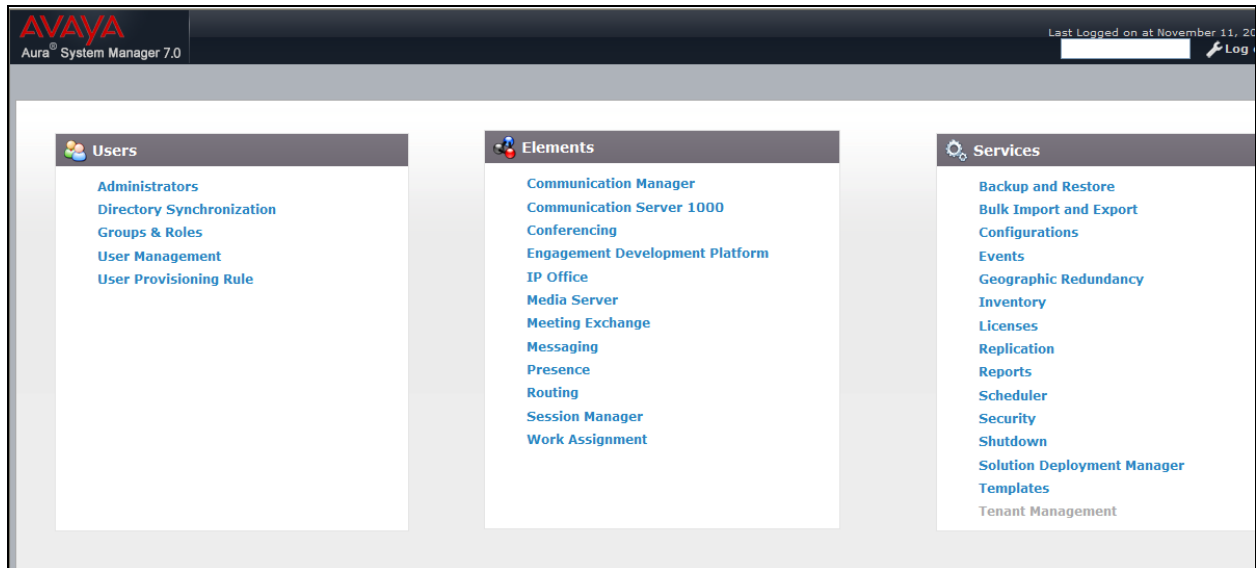 AVAYA
Aura® System Manager 7.0
Last Logged on at November 11, 20
Log
Users
Administrators
Directory Synchronization
Groups & Roles
User Management
User Provisioning Rule
Elements
Communication Manager
Communication Server 1000
Conferencing
Engagement Development Platform
IP Office
Media Server
Meeting Exchange
Messaging
Presence
Routing
Session Manager
Work Assignment
Services
Backup and Restore
Bulk Import and Export
Configurations
Events
Geographic Redundancy
Inventory
Licenses
Replication
Reports
Scheduler
Security
Shutdown
Solution Deployment Manager
Templates
Tenant Management